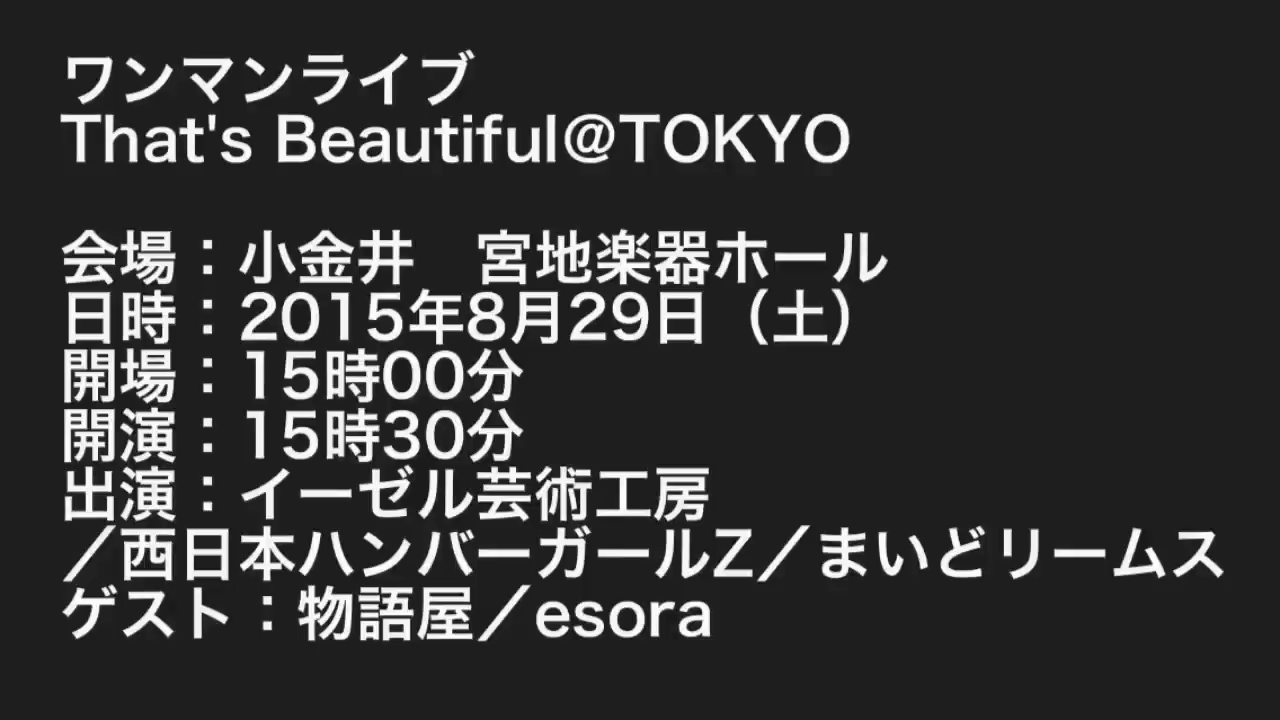 ワンマンライブ
That's Beautiful@TOKYO
会場：小金井　宮地楽器ホール
日時：2015年8月29日（土）
開場：15時00分
開演：15時30分
出演：イーゼル芸術工房
／西日本ハンバーガールZ／まいどリームス
ゲスト：物語屋／esora